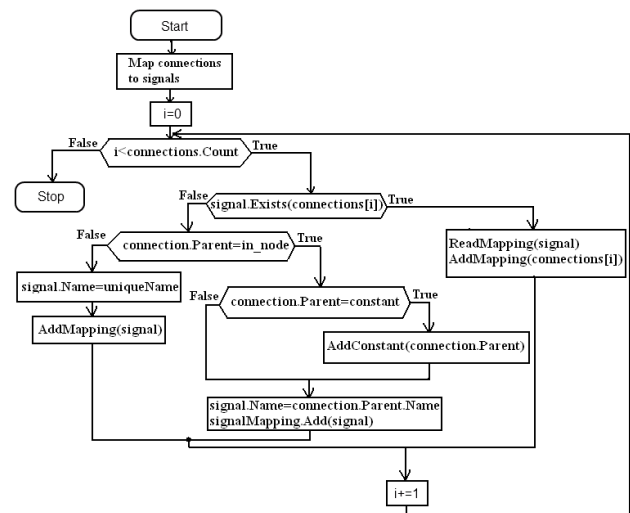 Start
Map connections
to signals
i=0
False
i<connections.Count
True
Stop
False
signal.Exists(connections[i])
True
False
connection.Parent=in_node
True
ReadMapping(signal)
AddMapping(connections[i])
signal.Name=uniqueName
False
connection.Parent=constant
True
AddMapping(signal)
AddConstant(connection.Parent)
signal.Name=connection.Parent.Name
signalMapping.Add(signal)
i+=1